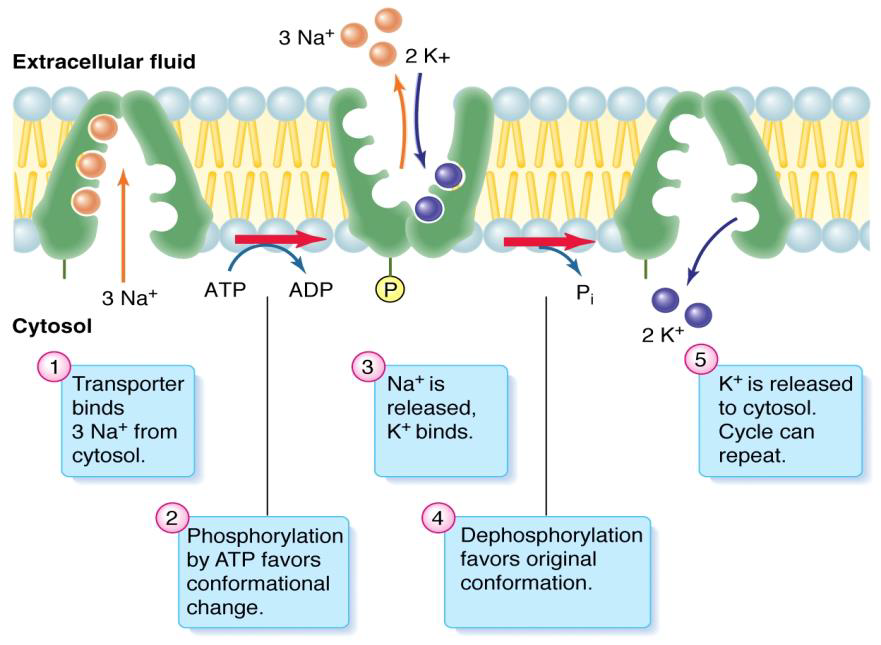 3 Na⁺
2 K+
Extracellular fluid
3 Na⁺
ATP
ADP
P
Pᵢ
2 K⁺
Cytosol
1
Transporter
binds
3 Na⁺ from
cytosol.
2
Phosphorylation
by ATP favors
conformational
change.
3
Na⁺ is
released,
K⁺ binds.
4
Dephosphorylation
favors original
conformation.
5
K⁺ is released
to cytosol.
Cycle can
repeat.